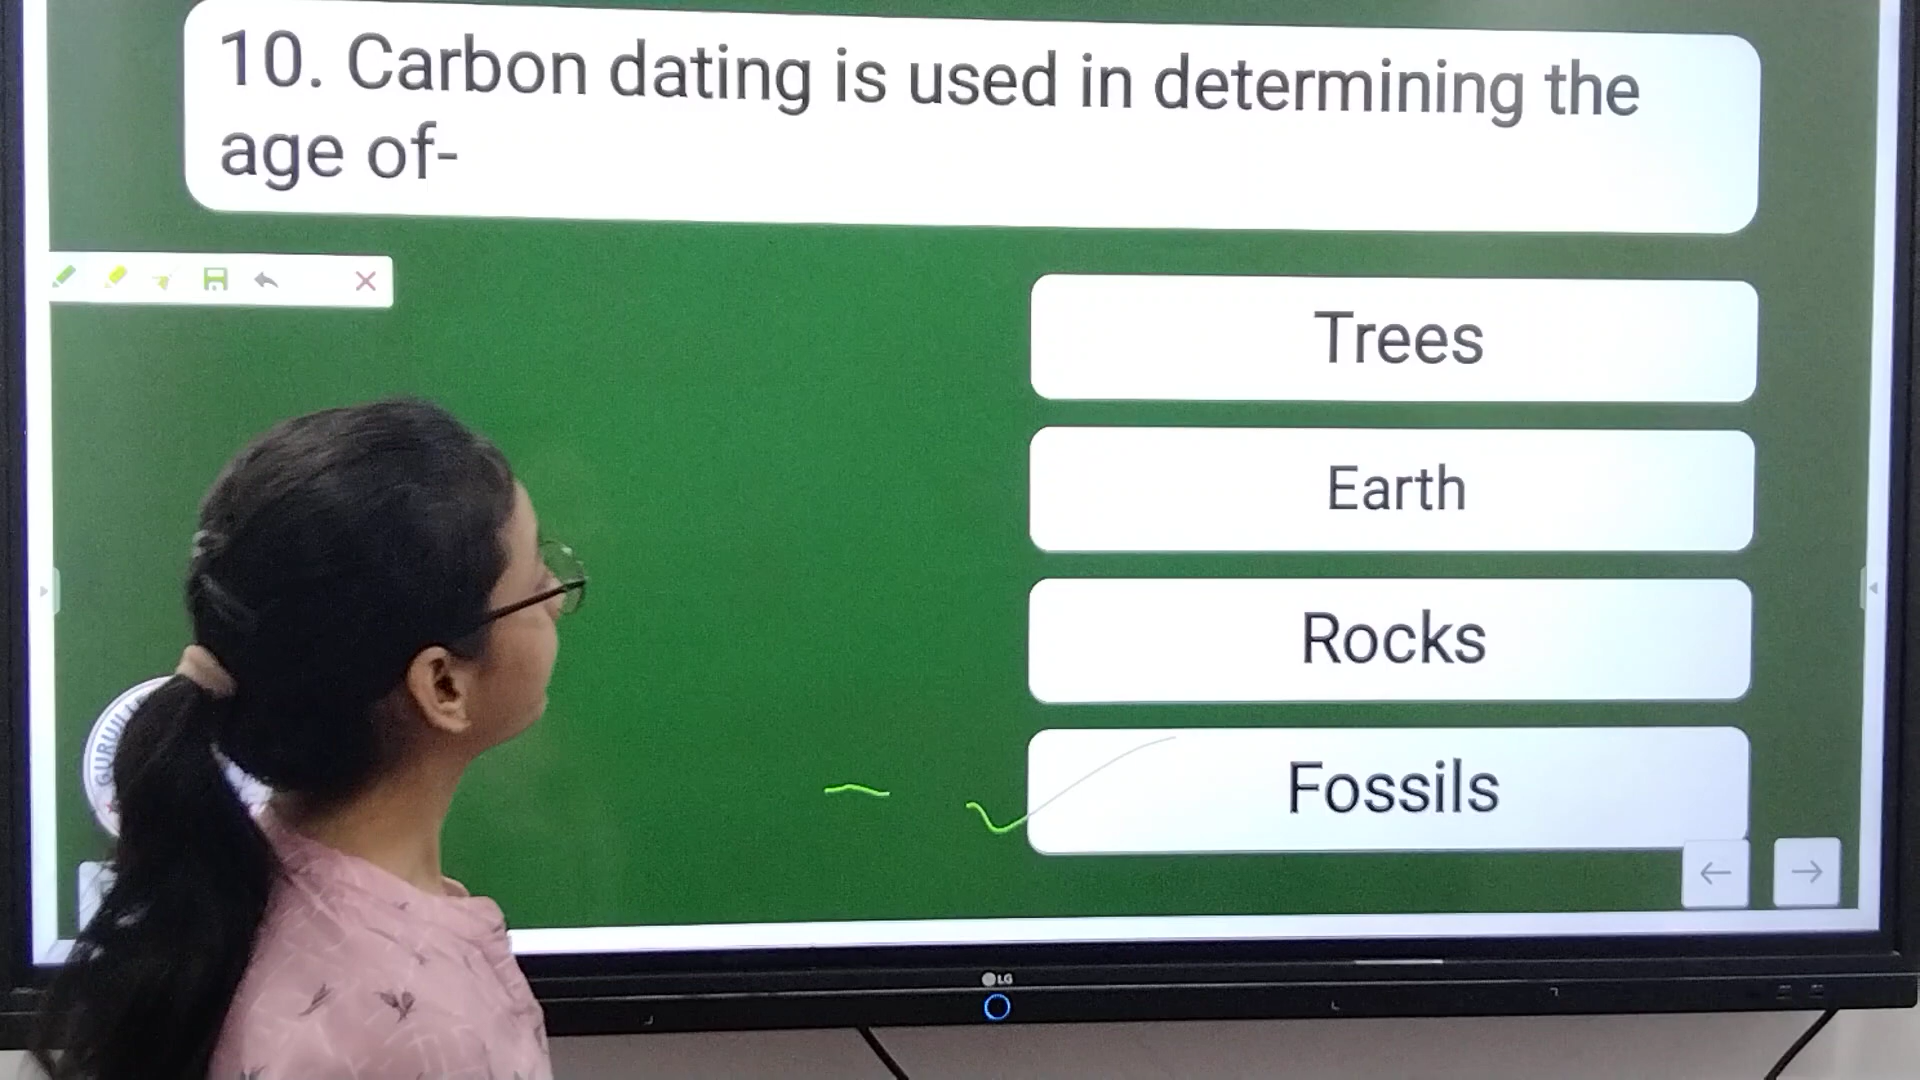 10. Carbon dating is used in determining the
age of-
Trees
Earth
Rocks
Fossils
LG